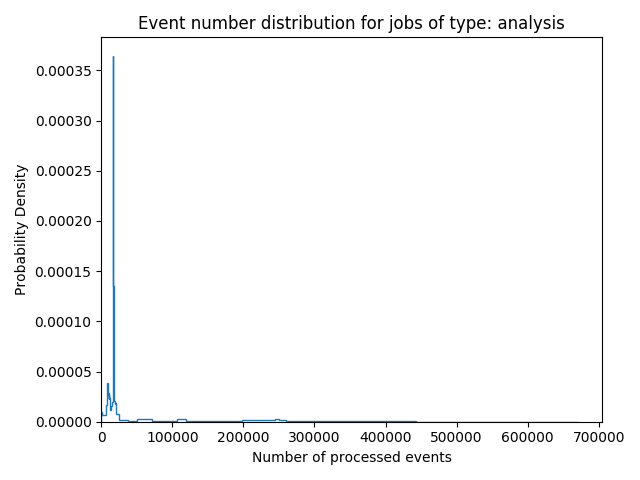 Event number distribution for jobs of type: analysis
0.00035
0.00030
0.00025
0.00020
0.00015
0.00010
0.00005
0.00000
Probability Density
0 100000 200000 300000 400000 500000 600000 700000
Number of processed events